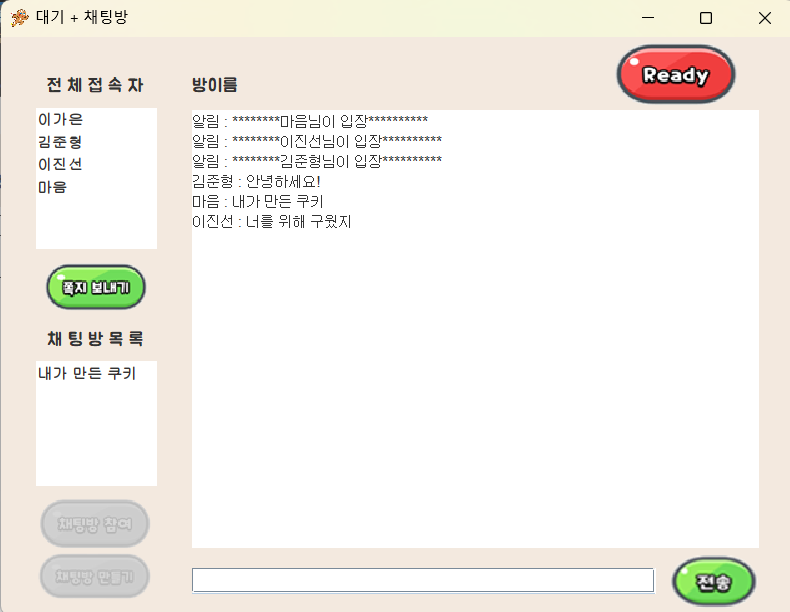 대기 + 채팅방
전 체 접 속 자
이가은
김준형
이진선
마음
쪽지 보내기
채 팅 방 목 록
내가 만든 쿠키
채팅방 참여
채팅방 만들기
방이름
Ready
알림 : ********마음님이 입장**********
알림 : ********이진선님이 입장**********
알림 : ********김준형님이 입장**********
김준형 : 안녕하세요!
마음 : 내가 만든 쿠키
이진선 : 너를 위해 구웠지
전송